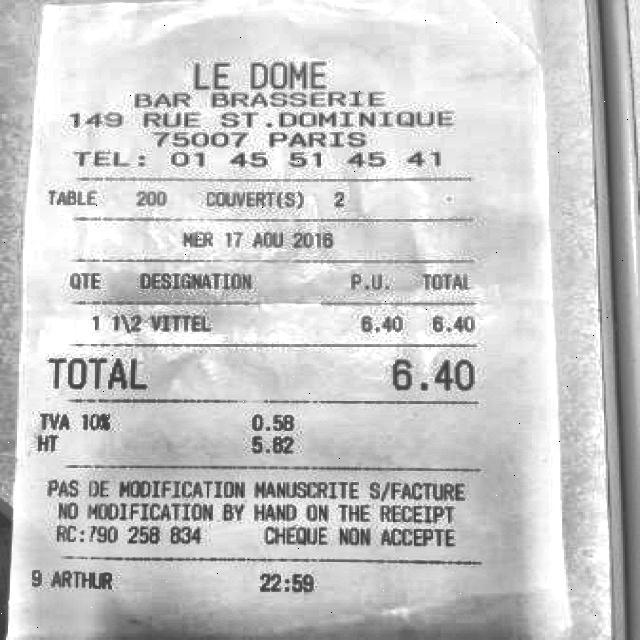 LE DOME
BAR BRASSERIE
149 RUE ST.DOMINIQUE
75007 PARIS
TEL: 01 45 51 45 41
TABLE 200 COUVERT(S) 2
MER 17 AOU 2016
QTE DESIGNATION P.U. TOTAL
1 1\2 VITTEL 6.40 6.40
TOTAL 6.40
TVA 10% 0.58
HT 5.82
PAS DE MODIFICATION MANUSCRITE S/FACTURE
NO MODIFICATION BY HAND ON THE RECEIPT
RC:790 258 834 CHEQUE NON ACCEPTE
9 ARTHUR 22:59